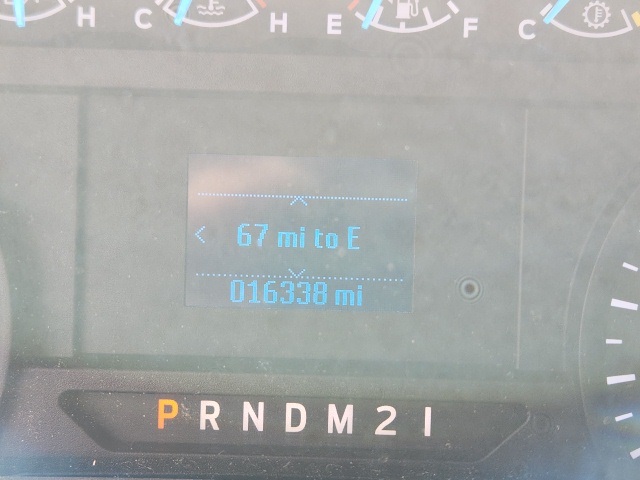 H C H E F C
< 67 mi to E
016338 mi
P R N D M 2 1